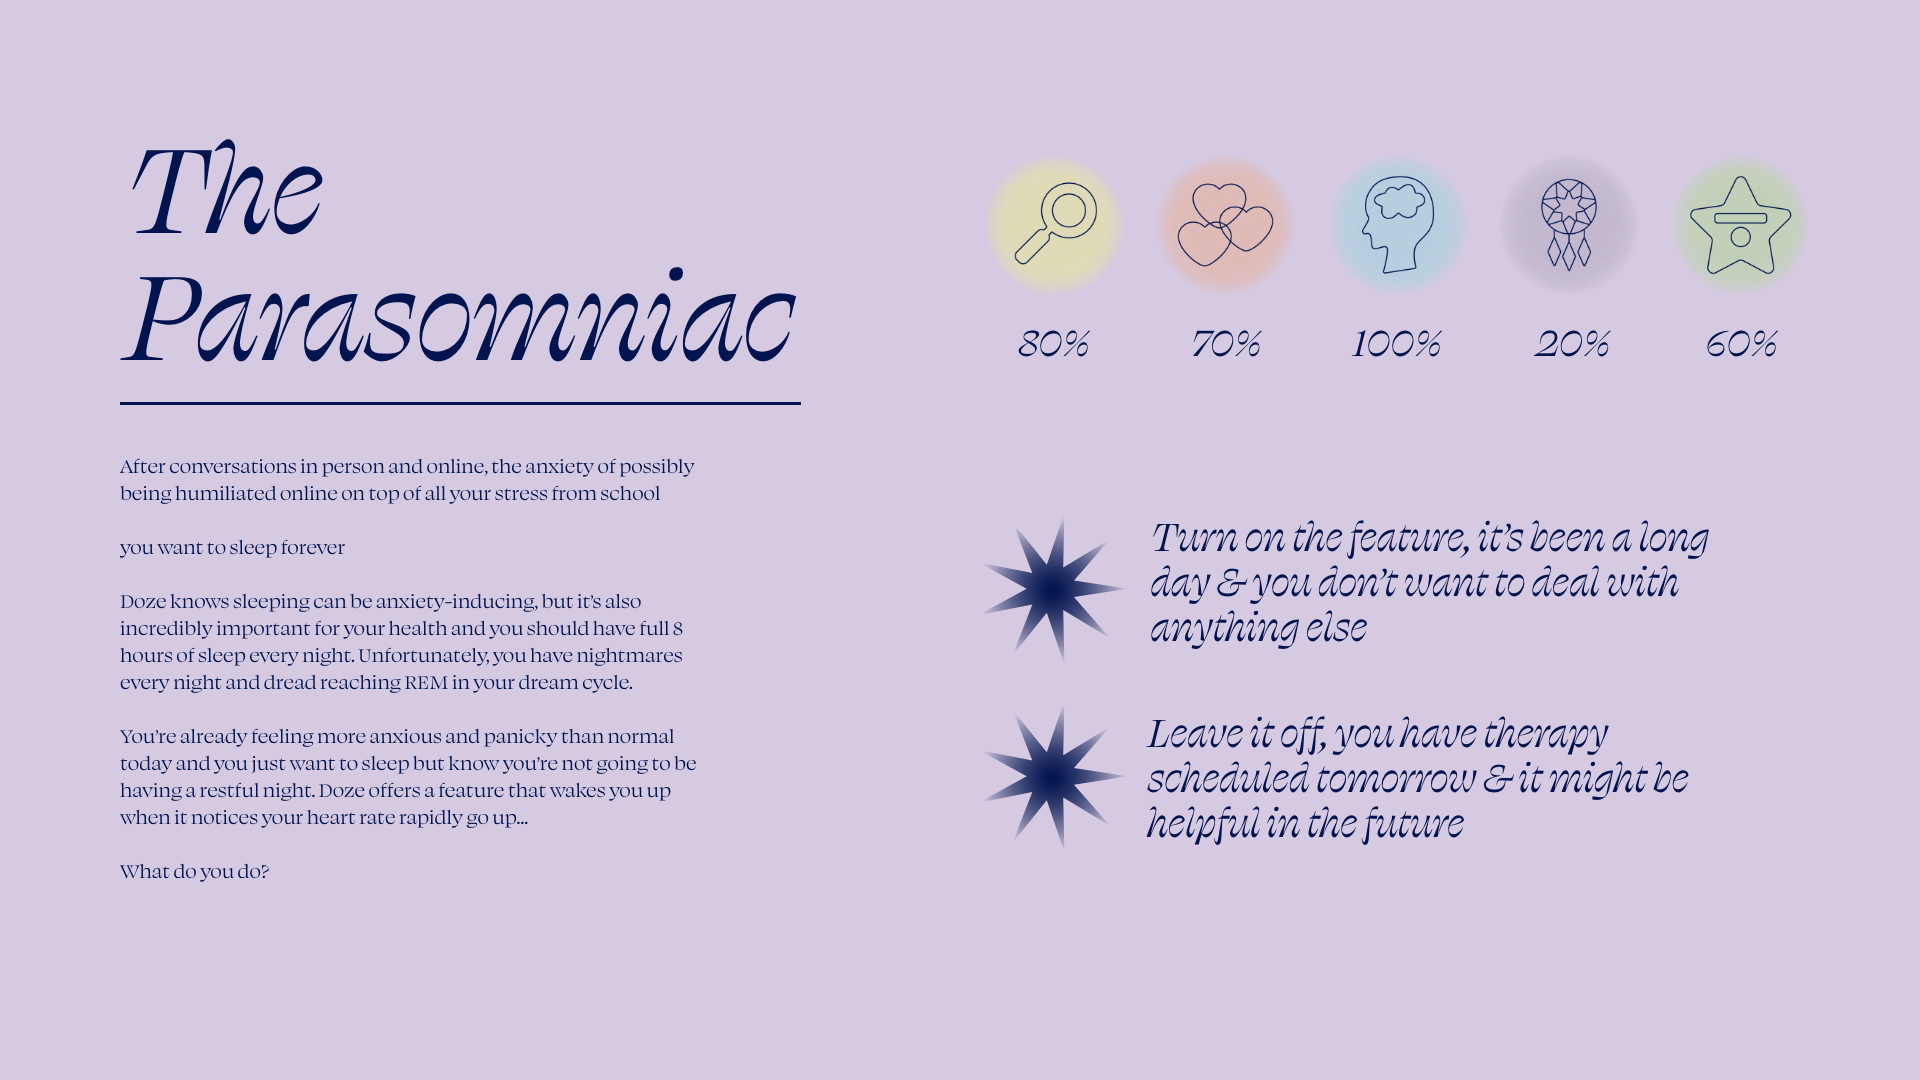 The
Parasomniac
After conversations in person and online, the anxiety of possibly
being humiliated online on top of all your stress from school
you want to sleep forever
Doze knows sleeping can be anxiety-inducing, but it's also
incredibly important for your health and you should have full 8
hours of sleep every night. Unfortunately, you have nightmares
every night and dread reaching REM in your dream cycle.
You're already feeling more anxious and panicky than normal
today and you just want to sleep but know you're not going to be
having a restful night. Doze offers a feature that wakes you up
when it notices your heart rate rapidly go up...
What do you do?
80% 70% 100% 20% 60%
Turn on the feature, it's been a long
day & you don't want to deal with
anything else
Leave it off, you have therapy
scheduled tomorrow & it might be
helpful in the future